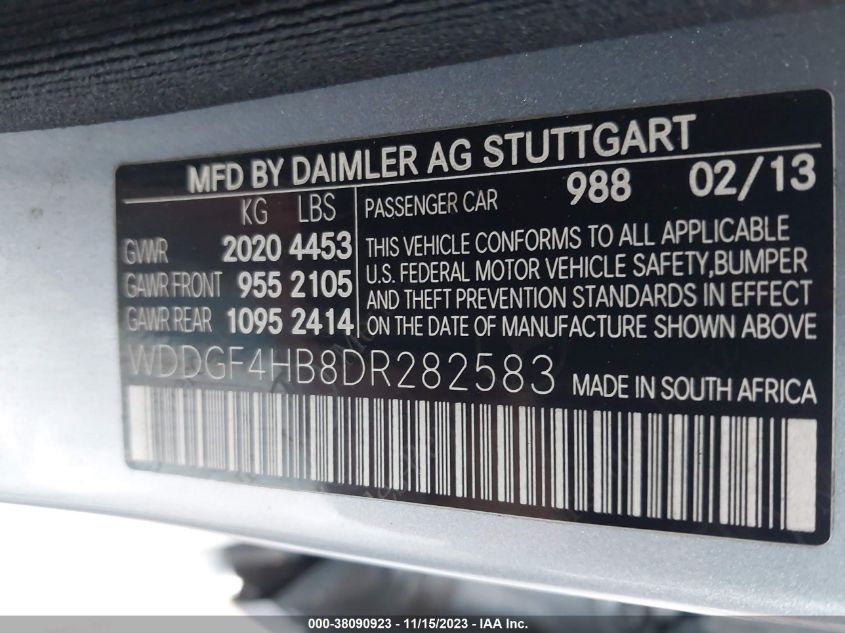 MFD BY DAIMLER AG STUTTGART
KG LBS
GVWR 2020 4453
GAWR FRONT 955 2105
GAWR REAR 1095 2414
PASSENGER CAR 988 02/13
THIS VEHICLE CONFORMS TO ALL APPLICABLE
U.S. FEDERAL MOTOR VEHICLE SAFETY,BUMPER
AND THEFT PREVENTION STANDARDS IN EFFECT
ON THE DATE OF MANUFACTURE SHOWN ABOVE
WDDGF4HB8DR282583 MADE IN SOUTH AFRICA
000-38090923 - 11/15/2023 - IAA Inc.